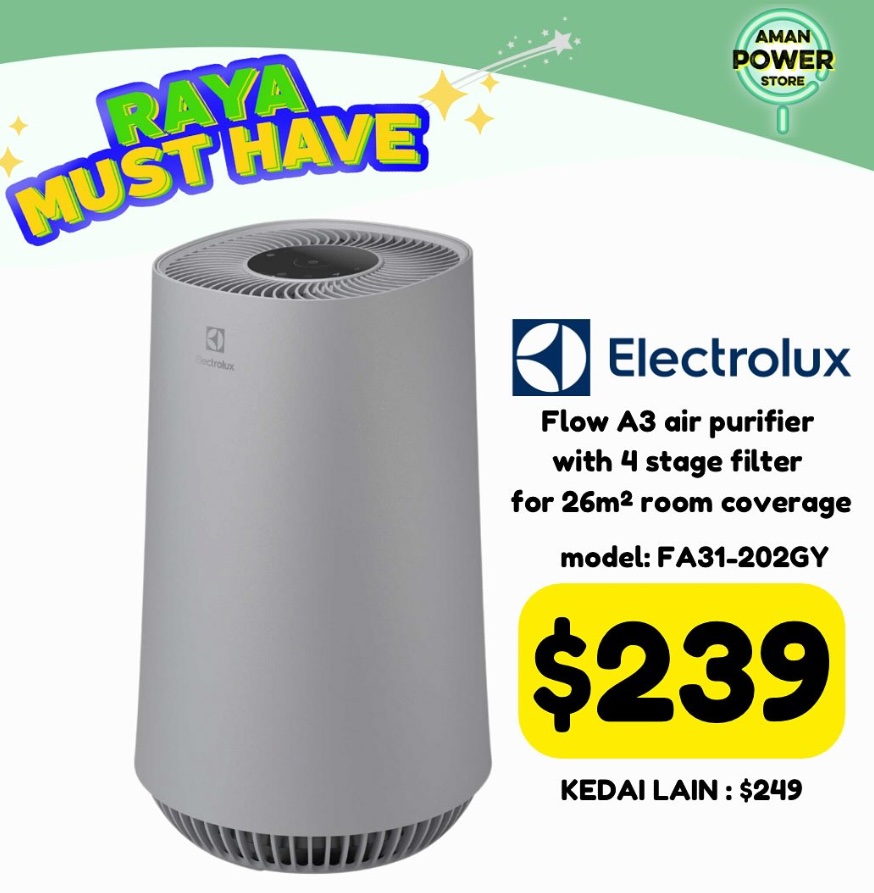 AMAN
POWER
STORE
RAYA
MUST HAVE
Electrolux
Electrolux
Flow A3 air purifier
with 4 stage filter
for 26m² room coverage
model: FA31-202GY
$239
KEDAI LAIN : $249